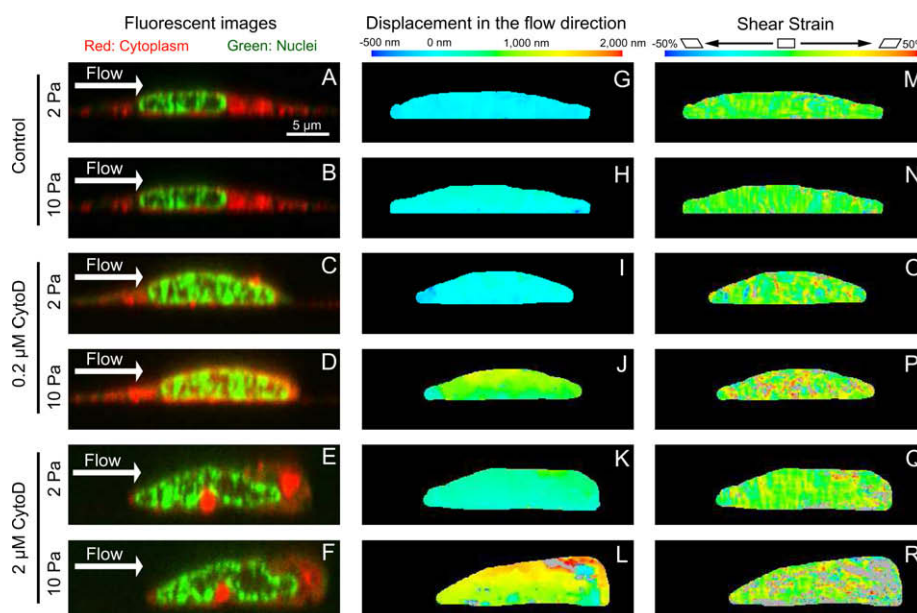 Fluorescent images
Red: Cytoplasm Green: Nuclei
Displacement in the flow direction
-500 nm 0 nm 1,000 nm 2,000 nm
Shear Strain
-50% 50%
Control
2 Pa
Flow
A
5 µm
G
M
10 Pa
Flow
B
H
N
0.2 µM CytoD
2 Pa
Flow
C
I
O
10 Pa
Flow
D
J
P
2 µM CytoD
2 Pa
Flow
E
K
Q
10 Pa
Flow
F
L
R